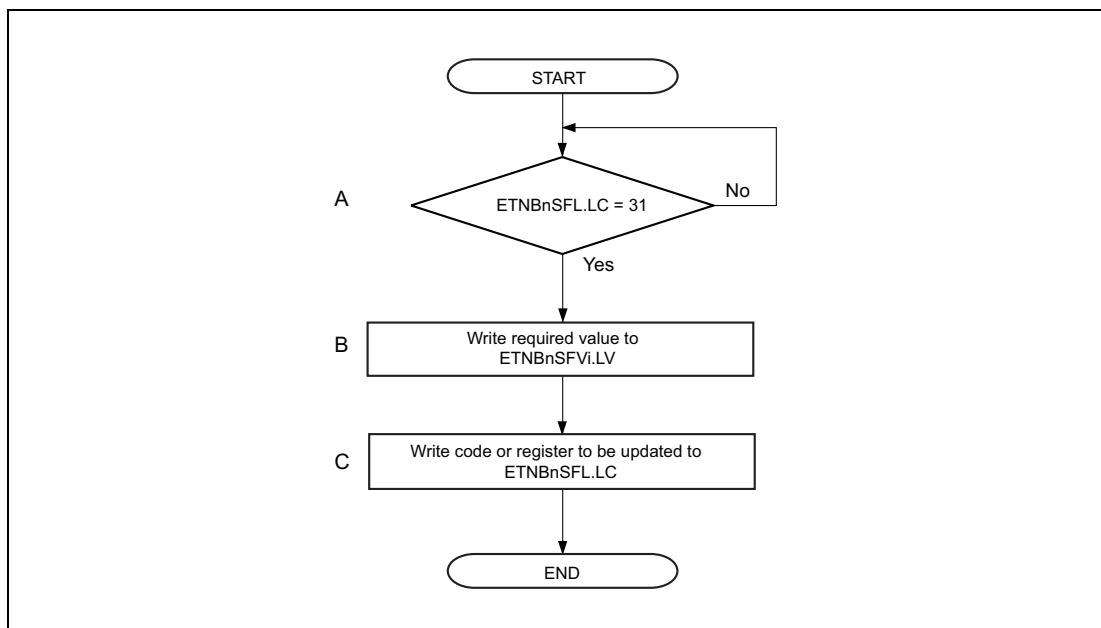 START
A
ETNBnSFL.LC = 31
No
Yes
B
Write required value to
ETNBnSFVi.LV
C
Write code or register to be updated to
ETNBnSFL.LC
END